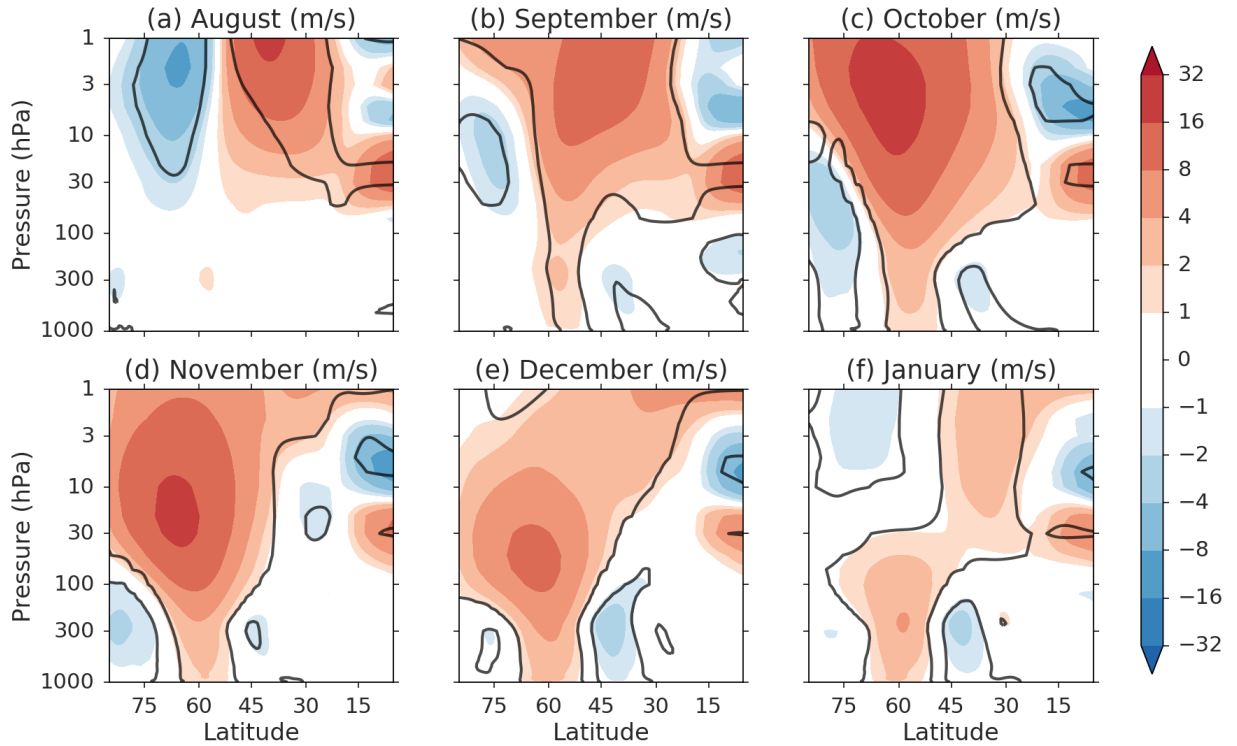 (a) August (m/s)
(b) September (m/s)
(c) October (m/s)
1
3
10
30
100
300
1000
Pressure (hPa)
32
16
8
4
2
1
0
−1
−2
−4
−8
−16
−32
(d) November (m/s)
(e) December (m/s)
(f) January (m/s)
1
3
10
30
100
300
1000
Pressure (hPa)
75 60 45 30 15
75 60 45 30 15
75 60 45 30 15
Latitude
Latitude
Latitude